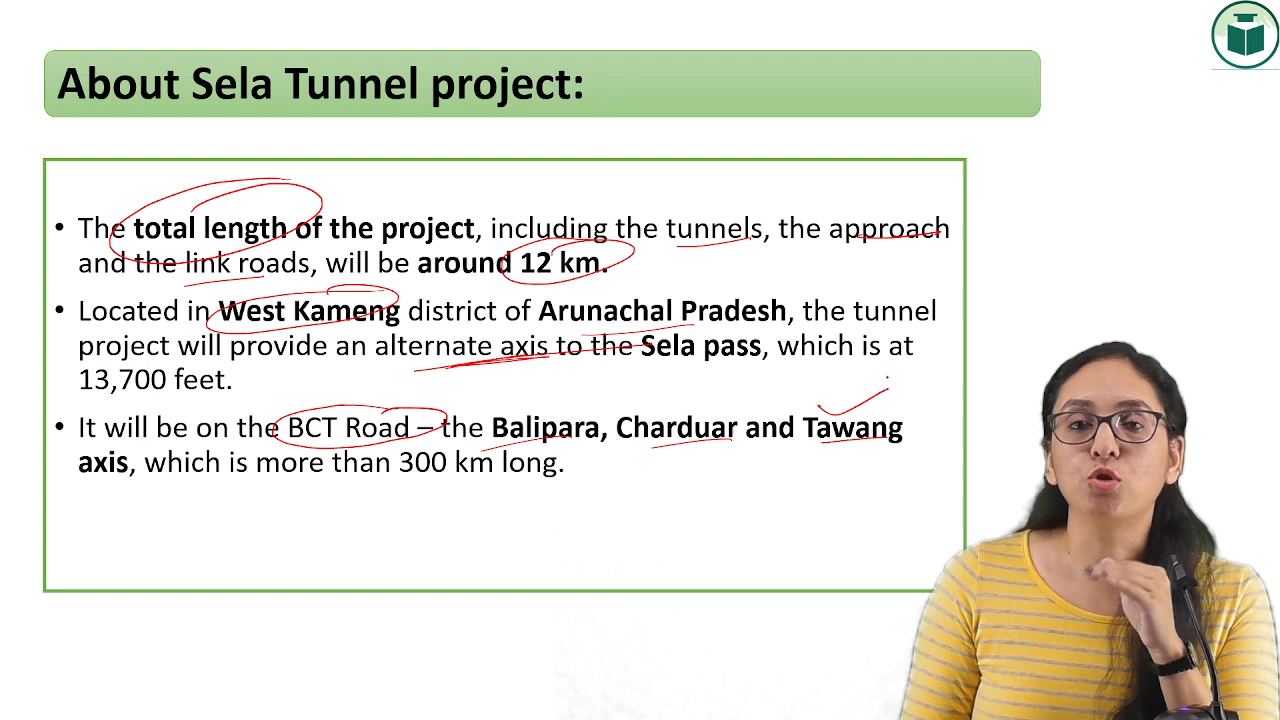 About Sela Tunnel project:
• The total length of the project, including the tunnels, the approach
and the link roads, will be around 12 km.
• Located in West Kameng district of Arunachal Pradesh, the tunnel
project will provide an alternate axis to the Sela pass, which is at
13,700 feet.
• It will be on the BCT Road – the Balipara, Charduar and Tawang
axis, which is more than 300 km long.